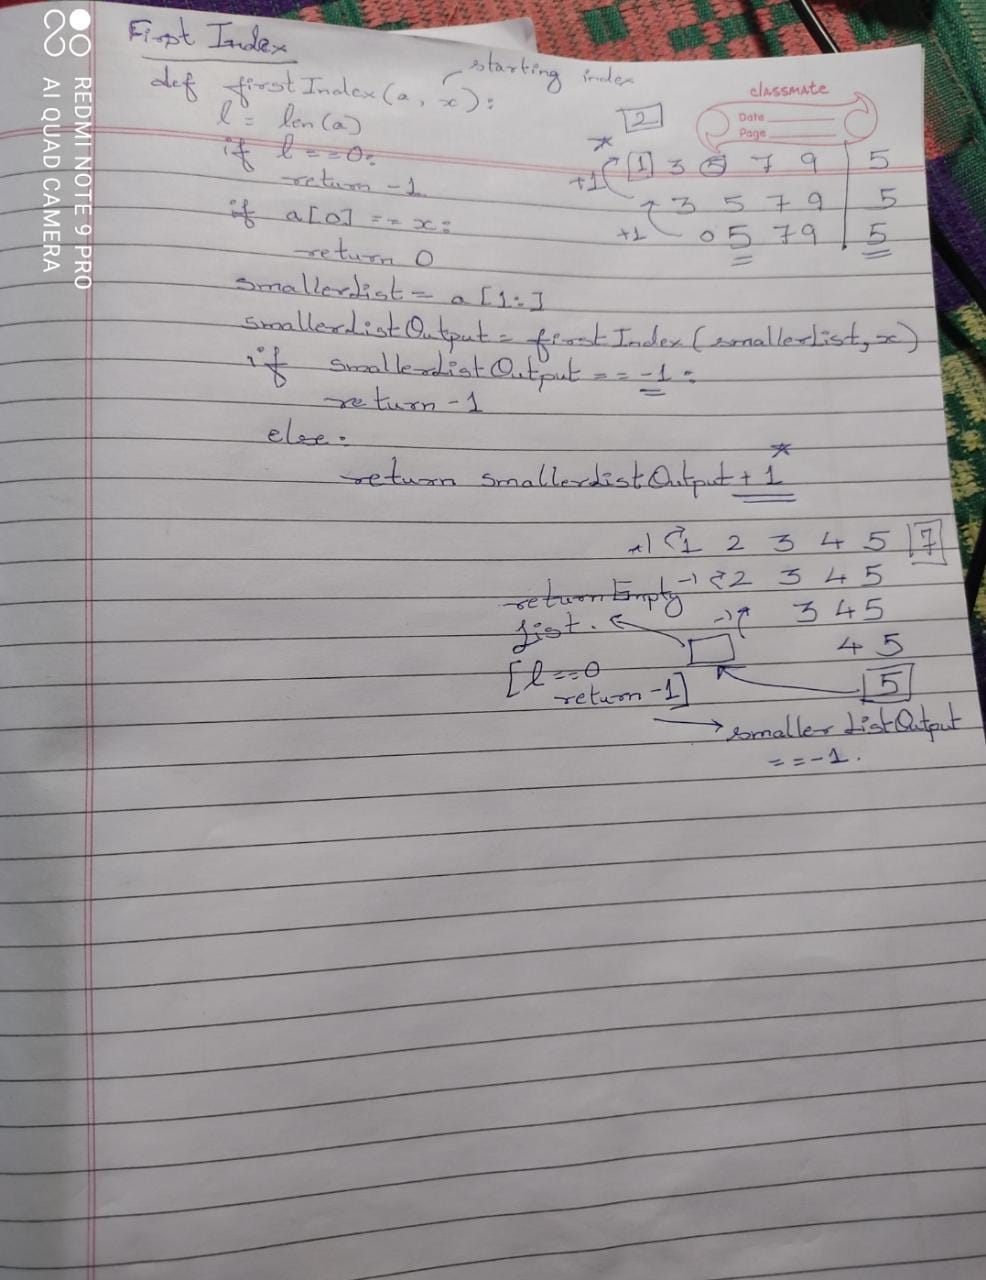 First Index
starting index
def firstIndex(a, x):
l = len(a)
if l == 0:
return -1
if a[0] == x:
return 0
smallerList = a[1:]
smallerListOutput = firstIndex(smallerList, x)
if smallerListOutput == -1:
return -1
else:
return smallerListOutput + 1
*
classmate
Date
Page
2
*
+1 1 3 5 7 9 5
3 5 7 9 5
+1 0 5 7 9 5
1 2 3 4 5 7
-1 2 3 4 5
return Empty
-1 3 4 5
list.
4 5
[l == 0
return -1]
5
smaller listOutput
== -1.
REDMI NOTE 9 PRO
AI QUAD CAMERA